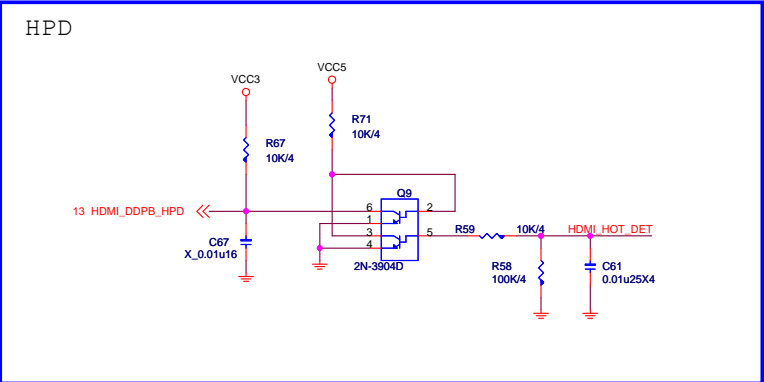 HPD
VCC3
VCC5
R67
10K/4
R71
10K/4
13 HDMI_DDPB_HPD
C67
X_0.01u16
Q9
6
1
3
4
2
5
2N-3904D
R59
10K/4
HDMI_HOT_DET
R58
100K/4
C61
0.01u25X4